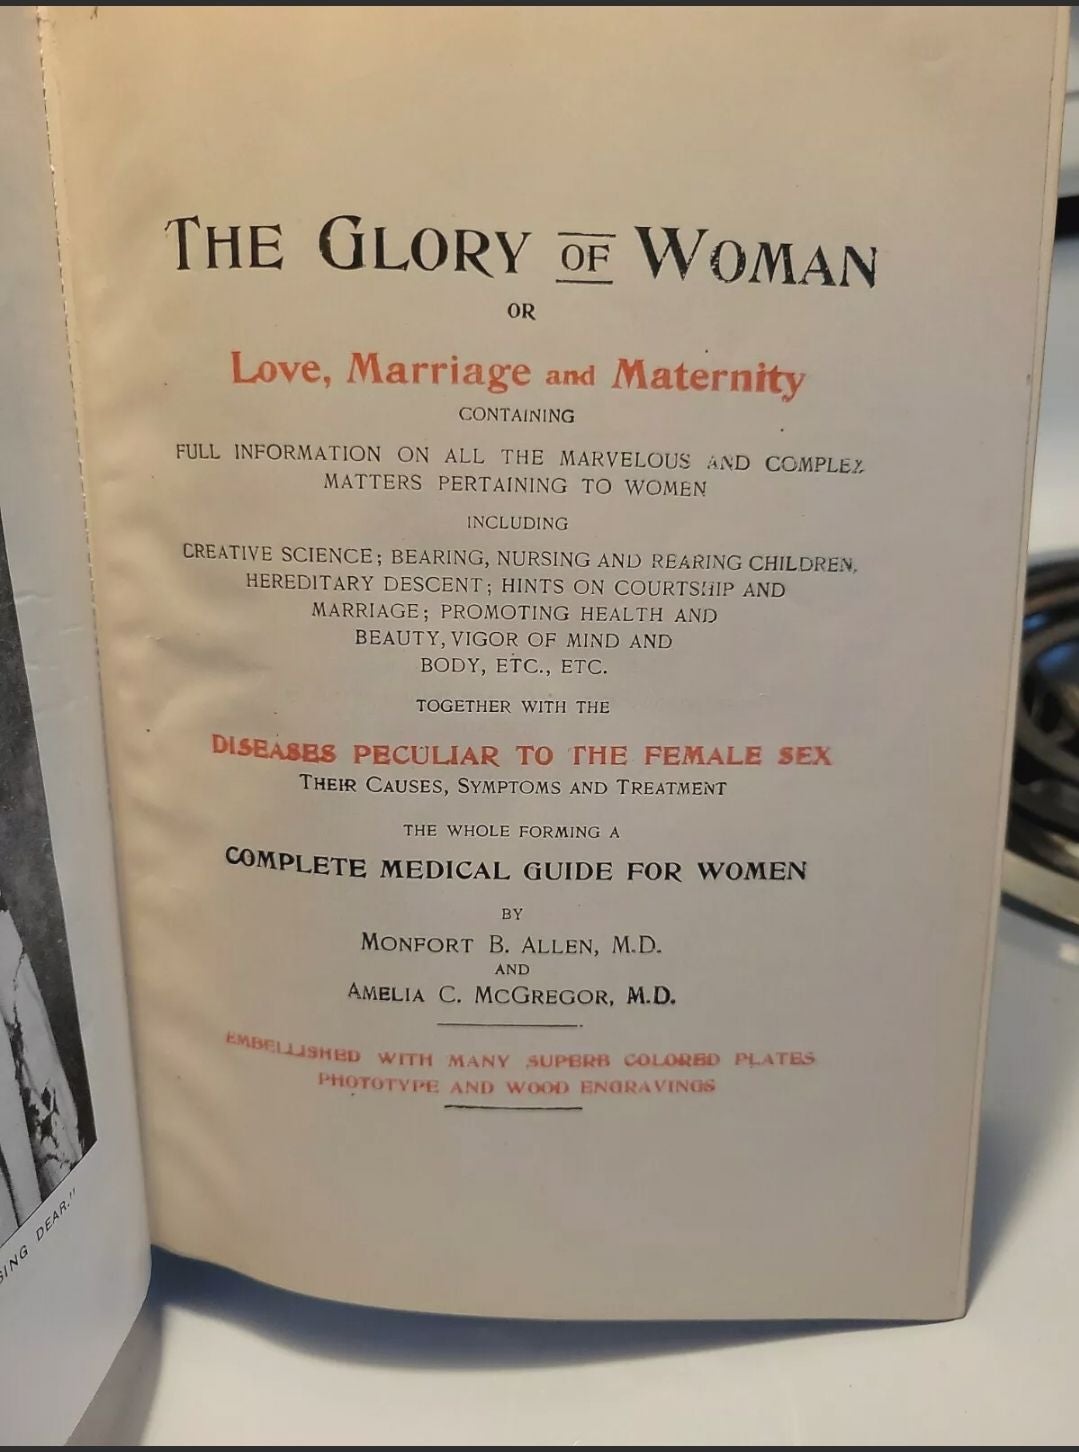 THE GLORY OF WOMAN
OR
Love, Marriage and Maternity
CONTAINING
FULL INFORMATION ON ALL THE MARVELOUS AND COMPLEX
MATTERS PERTAINING TO WOMEN
INCLUDING
CREATIVE SCIENCE; BEARING, NURSING AND REARING CHILDREN,
HEREDITARY DESCENT; HINTS ON COURTSHIP AND
MARRIAGE; PROMOTING HEALTH AND
BEAUTY, VIGOR OF MIND AND
BODY, ETC., ETC.
TOGETHER WITH THE
DISEASES PECULIAR TO THE FEMALE SEX
THEIR CAUSES, SYMPTOMS AND TREATMENT
THE WHOLE FORMING A
COMPLETE MEDICAL GUIDE FOR WOMEN
BY
MONFORT B. ALLEN, M.D.
AND
AMELIA C. MCGREGOR, M.D.
EMBELLISHED WITH MANY SUPERB COLORED PLATES
PHOTOTYPE AND WOOD ENGRAVINGS
DEAR."